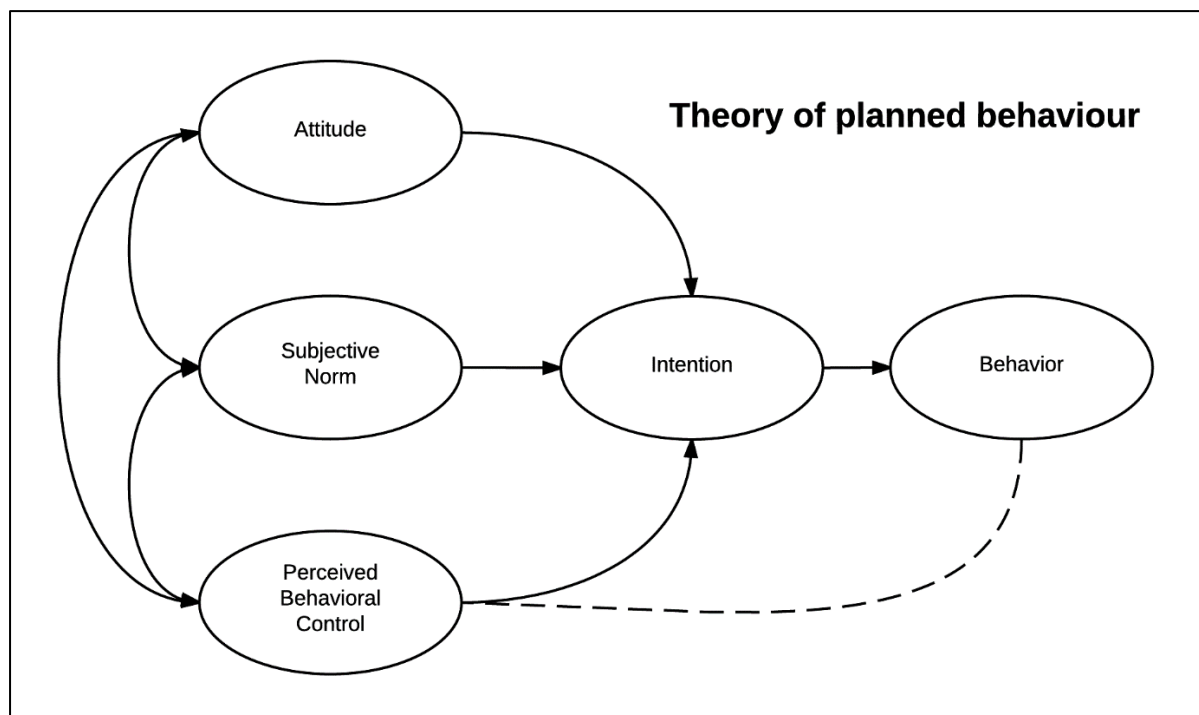 Theory of planned behaviour
Attitude
Subjective
Norm
Intention
Behavior
Perceived
Behavioral
Control